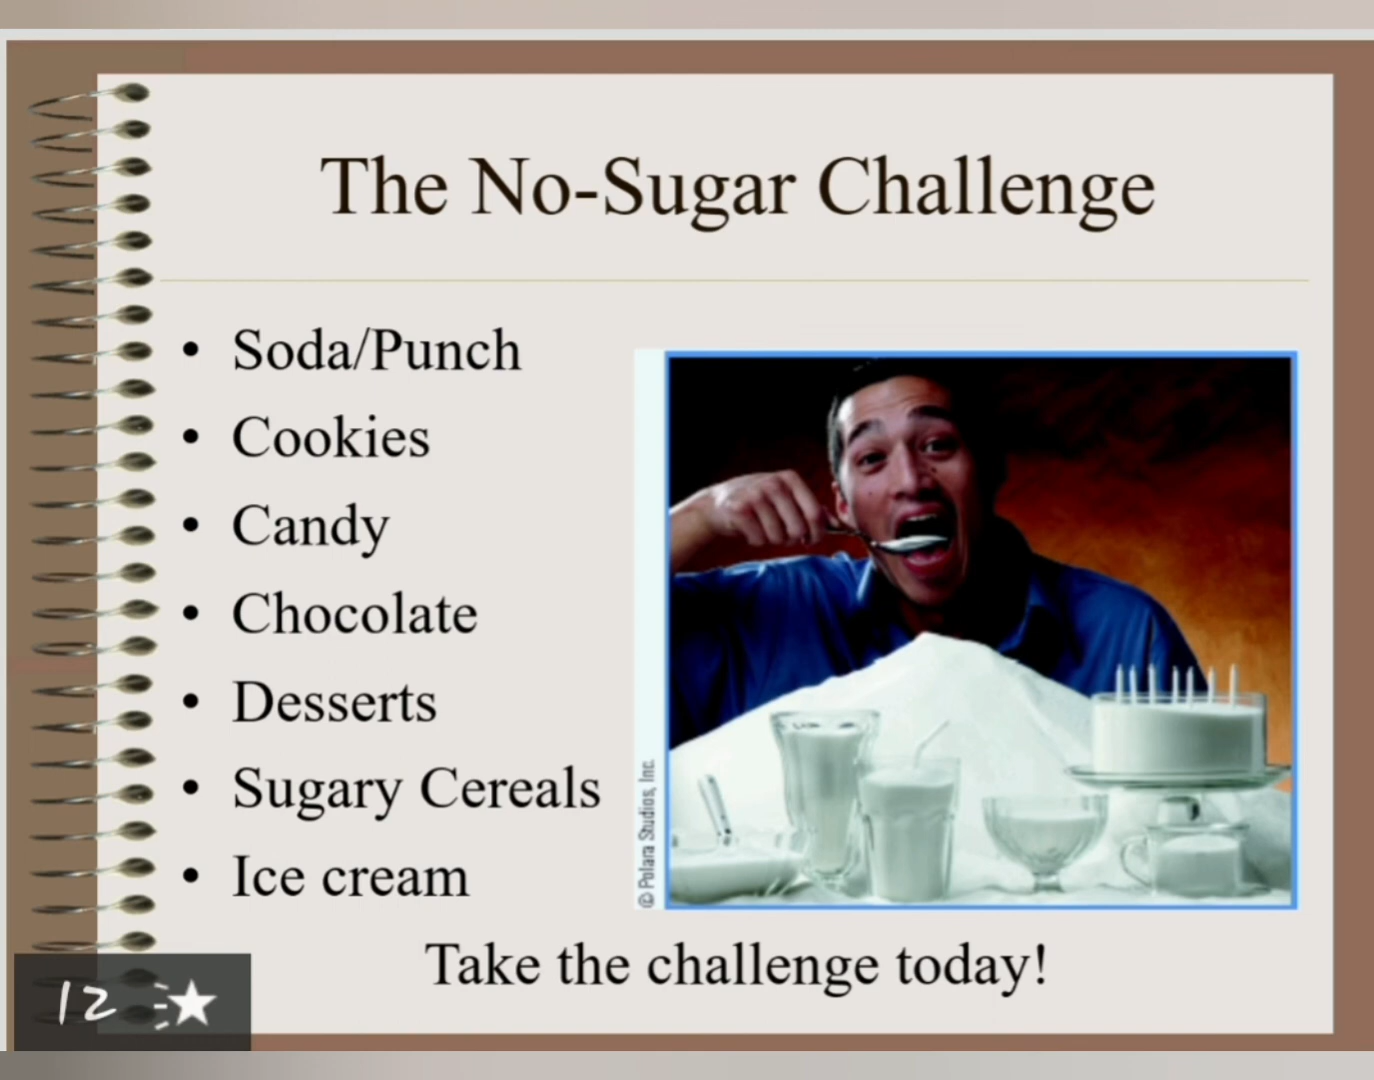 The No-Sugar Challenge
• Soda/Punch
• Cookies
• Candy
• Chocolate
• Desserts
• Sugary Cereals
• Ice cream
© Polara Studios, Inc.
Take the challenge today!
12